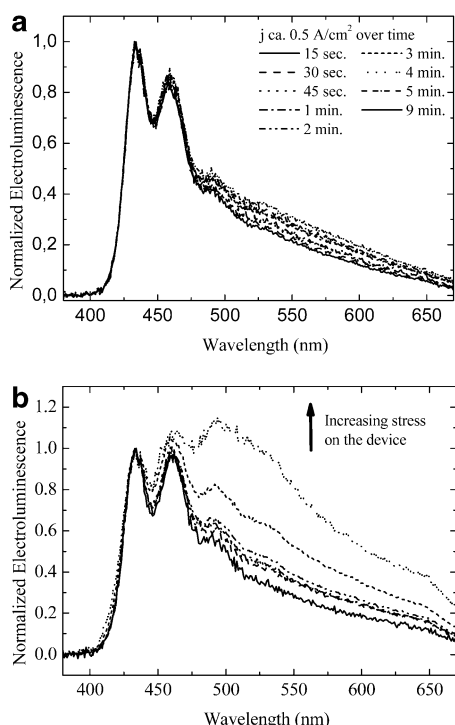 a
j ca. 0.5 A/cm² over time
15 sec.
30 sec.
45 sec.
1 min.
2 min.
3 min.
4 min.
5 min.
9 min.
Normalized Electroluminescence
1,0
0,8
0,6
0,4
0,2
0,0
400 450 500 550 600 650
Wavelength (nm)
b
Increasing stress
on the device
Normalized Electroluminescence
1.2
1.0
0.8
0.6
0.4
0.2
0.0
400 450 500 550 600 650
Wavelength (nm)